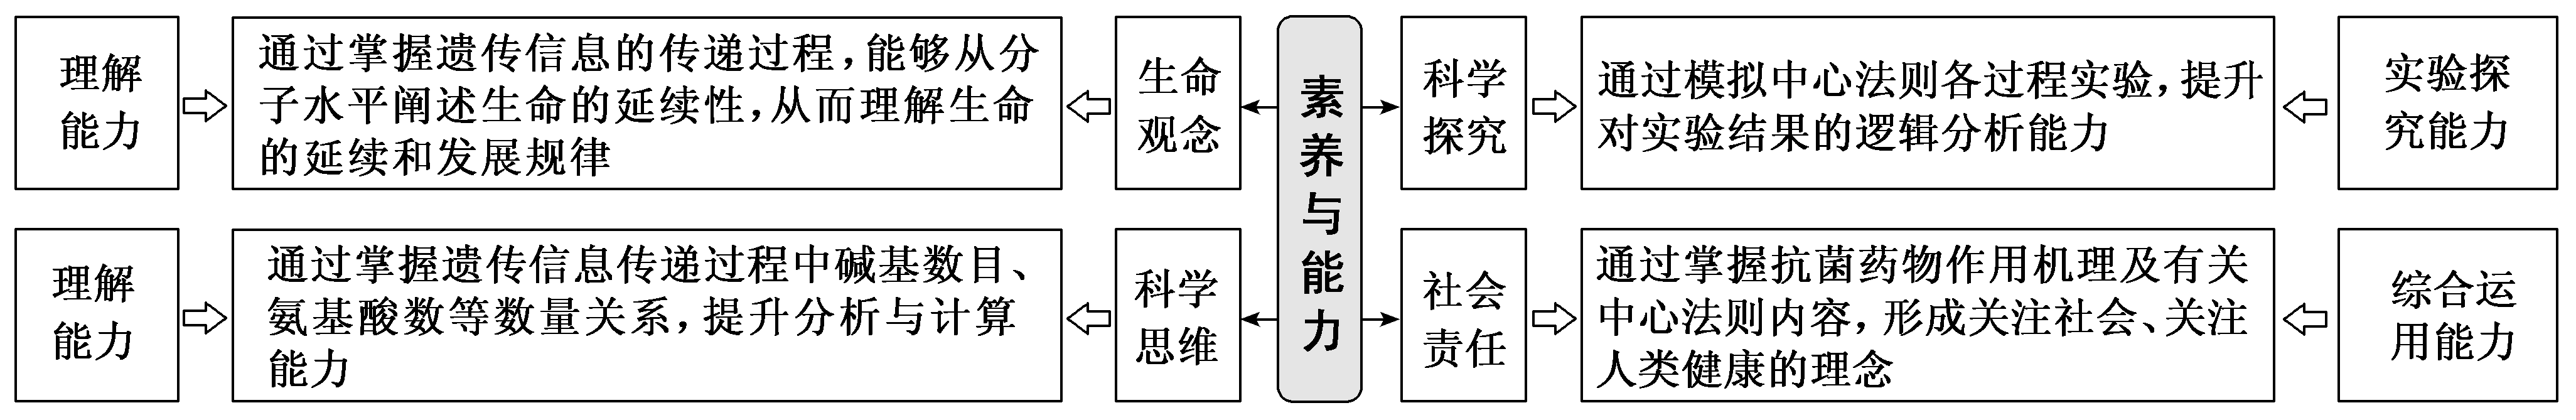 理解
能力
通过掌握遗传信息的传递过程，能够从分
子水平阐述生命的延续性，从而理解生命
的延续和发展规律
生命
观念
素养与能力
科学
探究
通过模拟中心法则各过程实验，提升
对实验结果的逻辑分析能力
实验探
究能力
理解
能力
通过掌握遗传信息传递过程中碱基数目、
氨基酸数等数量关系，提升分析与计算
能力
科学
思维
社会
责任
通过掌握抗菌药物作用机理及有关
中心法则内容，形成关注社会、关注
人类健康的理念
综合运
用能力